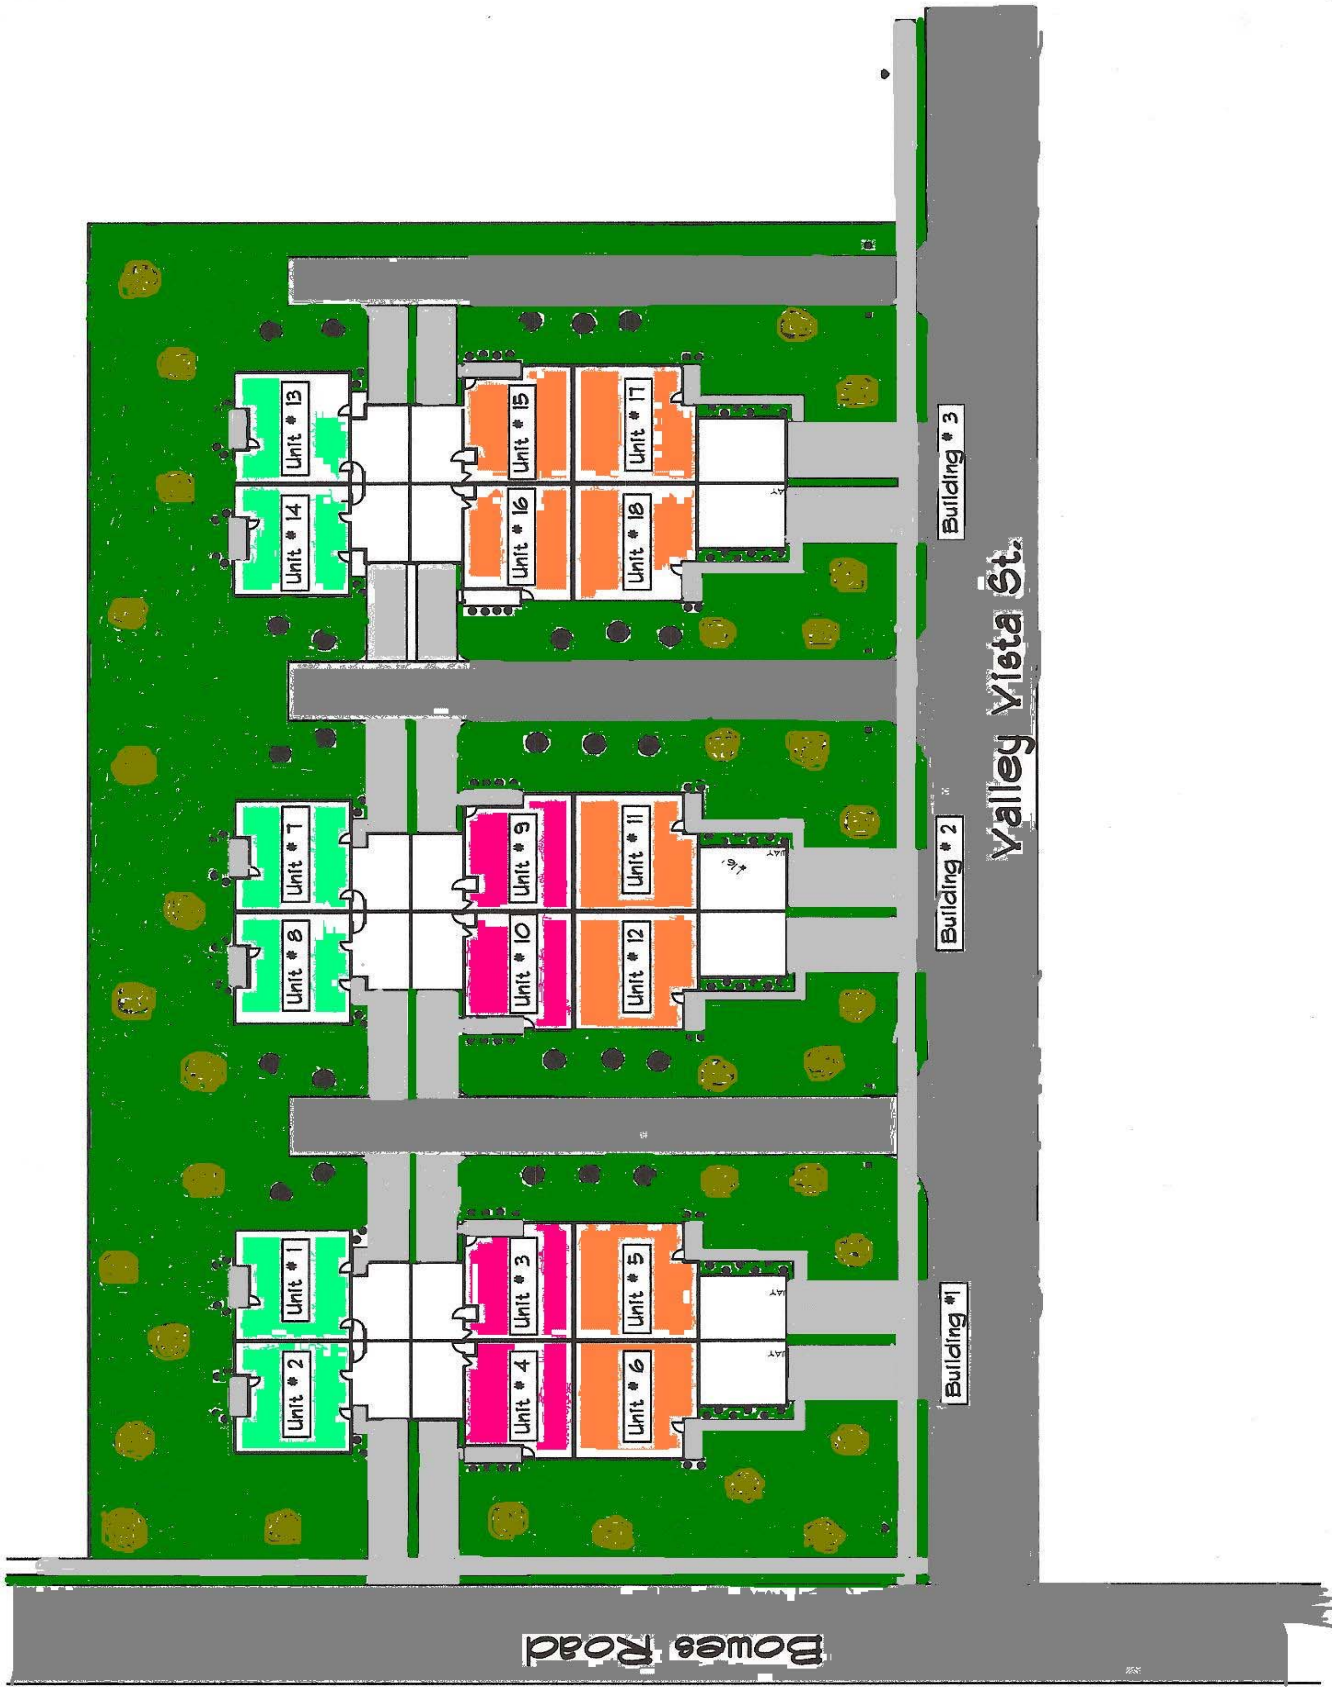 Unit # 13
Unit # 14
Unit # 15
Unit # 16
Unit # 17
Unit # 18
Building # 3
Unit # 7
Unit # 8
Unit # 9
Unit # 10
Unit # 11
Unit # 12
Building # 2
Valley Vista St.
Unit # 1
Unit # 2
Unit # 3
Unit # 4
Unit # 5
Unit # 6
Building #1
Bowes Road